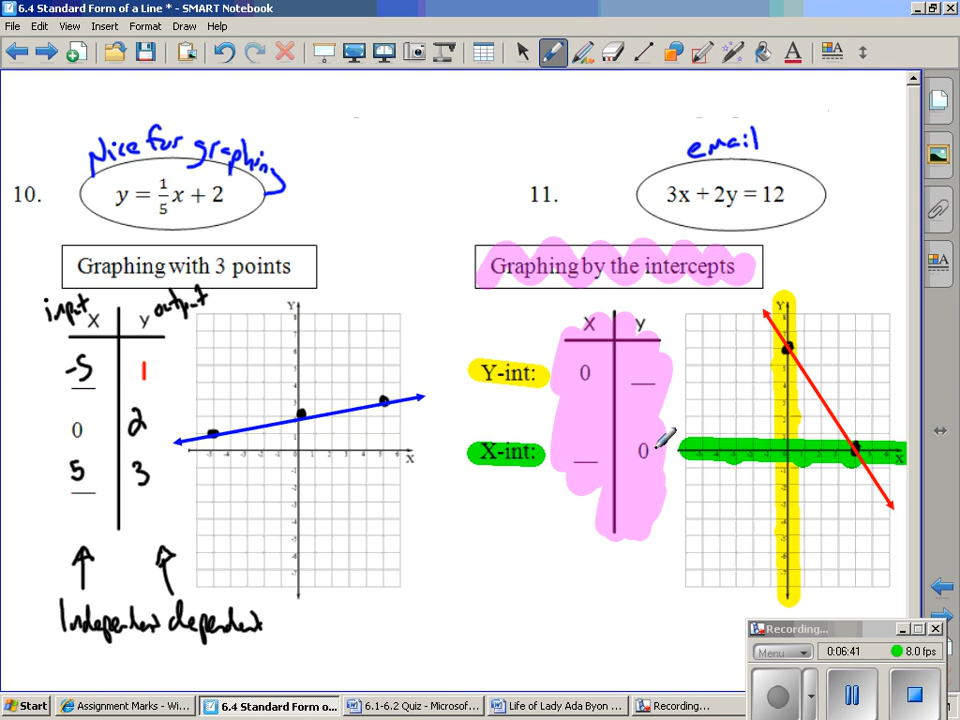 6.4 Standard Form of a Line * - SMART Notebook
File Edit View Insert Format Draw Help
Nice for graphing
email
10. y = 1/5 x + 2
11. 3x + 2y = 12
Graphing with 3 points
Graphing by the intercepts
input output
X y
-5 1
0 2
5 3
Independent dependent
Y
X
X y
Y-int: 0 __
X-int: __ 0
Y
X
Recording...
Menu 0:06:41 8.0 fps
Start Assignment Marks - Wi... 6.4 Standard Form o... 6.1-6.2 Quiz - Microsof... Life of Lady Ada Byon Recording...